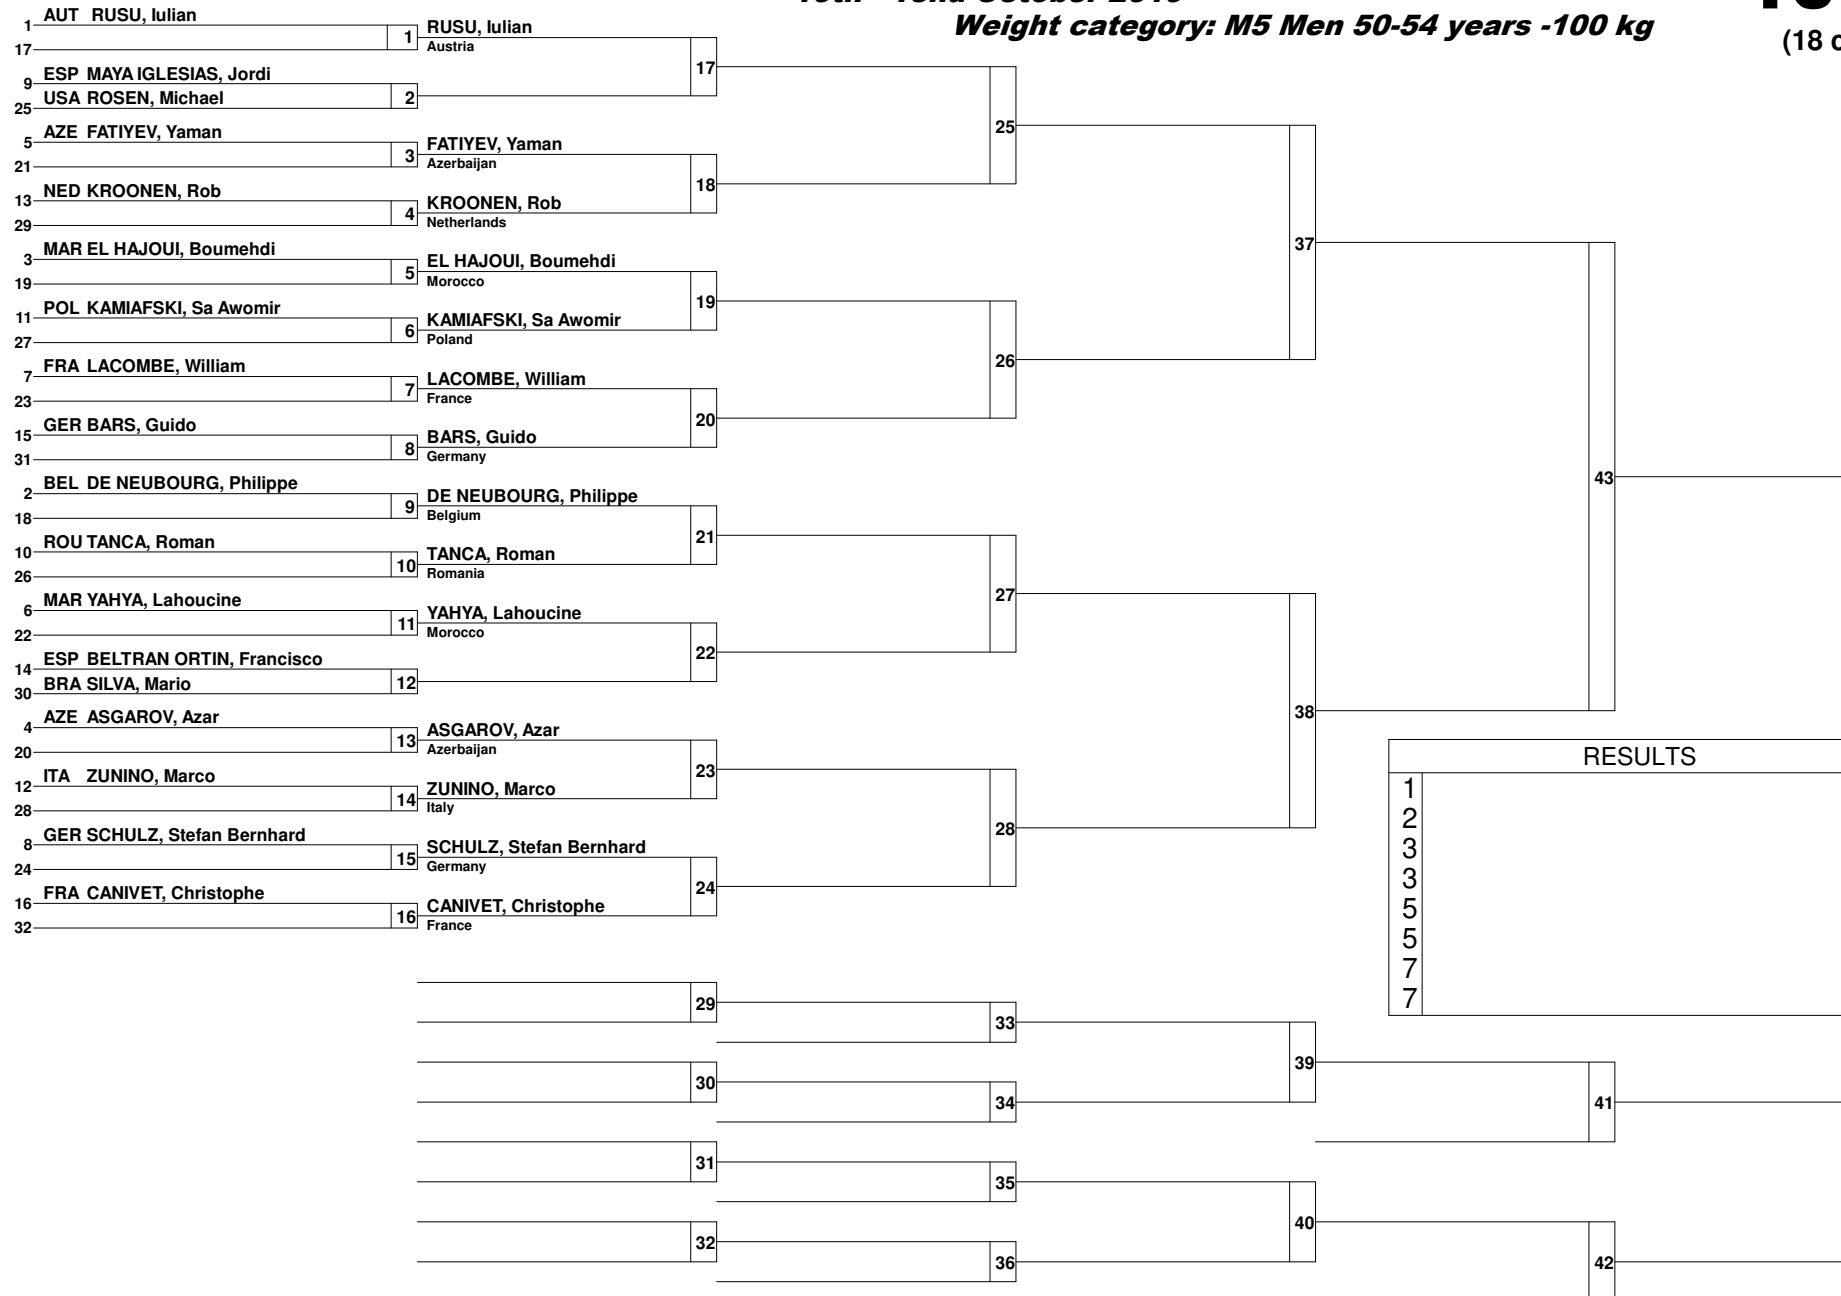 Weight category: M5 Men 50-54 years -100 kg
(18 c
1 AUT RUSU, Iulian
17
1 RUSU, Iulian
Austria
17
9 ESP MAYA IGLESIAS, Jordi
25 USA ROSEN, Michael
2
25
5 AZE FATIYEV, Yaman
21
3 FATIYEV, Yaman
Azerbaijan
18
13 NED KROONEN, Rob
29
4 KROONEN, Rob
Netherlands
37
3 MAR EL HAJOUI, Boumehdi
19
5 EL HAJOUI, Boumehdi
Morocco
19
11 POL KAMIAFSKI, Sa Awomir
27
6 KAMIAFSKI, Sa Awomir
Poland
26
7 FRA LACOMBE, William
23
7 LACOMBE, William
France
20
15 GER BARS, Guido
31
8 BARS, Guido
Germany
43
2 BEL DE NEUBOURG, Philippe
18
9 DE NEUBOURG, Philippe
Belgium
21
10 ROU TANCA, Roman
26
10 TANCA, Roman
Romania
27
6 MAR YAHYA, Lahoucine
22
11 YAHYA, Lahoucine
Morocco
22
14 ESP BELTRAN ORTIN, Francisco
30 BRA SILVA, Mario
12
38
4 AZE ASGAROV, Azar
20
13 ASGAROV, Azar
Azerbaijan
23
12 ITA ZUNINO, Marco
28
14 ZUNINO, Marco
Italy
28
8 GER SCHULZ, Stefan Bernhard
24
15 SCHULZ, Stefan Bernhard
Germany
24
16 FRA CANIVET, Christophe
32
16 CANIVET, Christophe
France
RESULTS
1
2
3
3
5
5
7
7
29
33
39
30
34
41
31
35
40
32
36
42